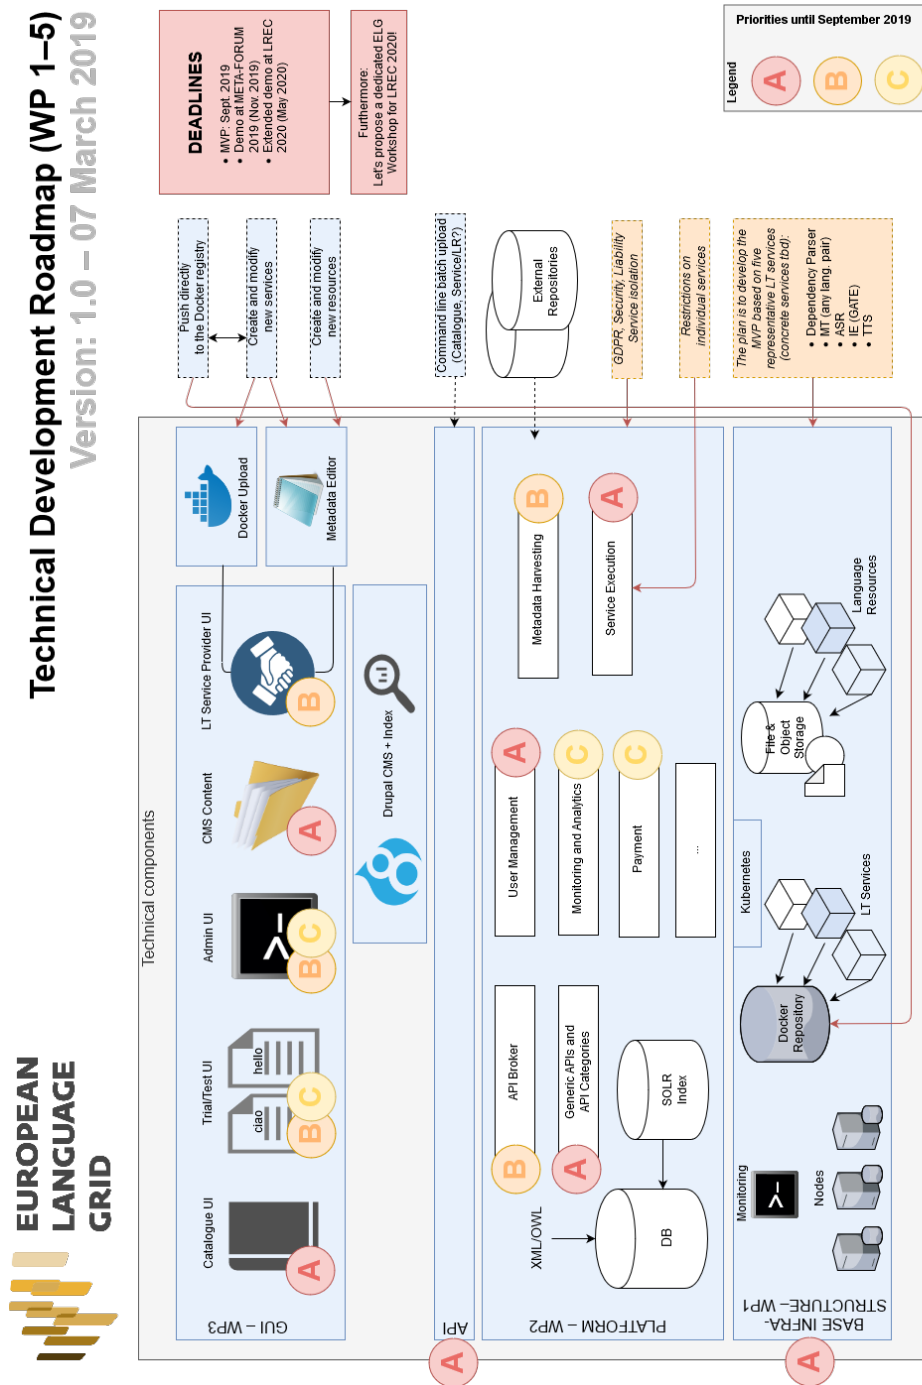 EUROPEAN
LANGUAGE
GRID
Technical Development Roadmap (WP 1–5)
Version: 1.0 – 07 March 2019
DEADLINES
• MVP: Sept. 2019
• Demo at META-FORUM
2019 (Nov. 2019)
• Extended demo at LREC
2020 (May 2020)
Furthermore:
Let's propose a dedicated ELG
Workshop for LREC 2020!
Priorities until September 2019
Legend
A
B
C
Push directly
to the Docker registry
Create and modify
new services
Create and modify
new resources
Command line batch upload
(Catalogue, Service/LR?)
External
Repositories
GDPR, Security, Liability
Service isolation
Restrictions on
individual services
The plan is to develop the
MVP based on five
representative LT services
(concrete services tbd):
• Dependency Parser
• MT (any lang. pair)
• ASR
• IE (GATE)
• TTS
Technical components
GUI – WP3
Catalogue UI
A
Trial/Test UI
ciao
hello
B
C
Admin UI
>–
B
C
CMS Content
A
LT Service Provider UI
B
Docker Upload
Metadata Editor
Drupal CMS + Index
API
A
PLATFORM – WP2
XML/OWL
DB
SOLR
Index
API Broker
B
Generic APIs and
API Categories
A
User Management
A
Monitoring and Analytics
C
Payment
C
...
Metadata Harvesting
B
Service Execution
A
BASE INFRA-
STRUCTURE – WP1
A
Monitoring
>–
Nodes
Docker
Repository
Kubernetes
LT Services
File &
Object
Storage
Language
Resources